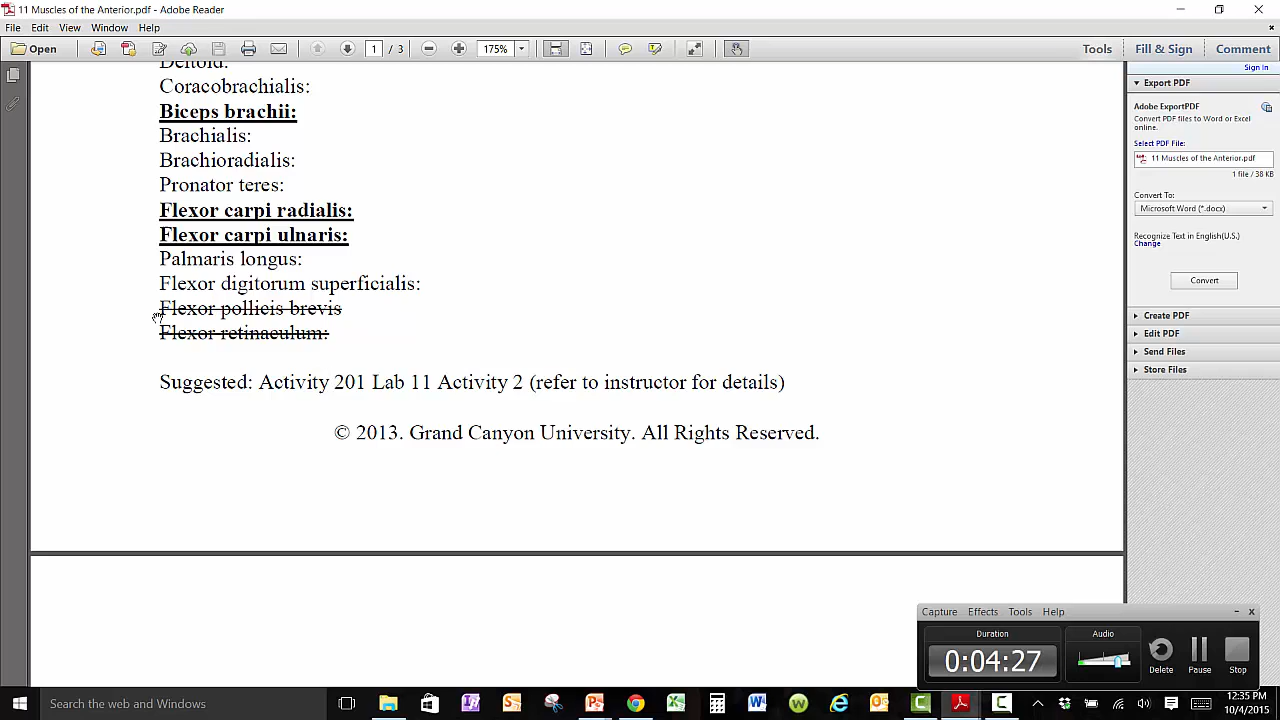 11 Muscles of the Anterior.pdf - Adobe Reader
File Edit View Window Help
Open 1 / 3 175% Tools Fill & Sign Comment
Sign In
Deltoid:
Coracobrachialis:
Biceps brachii:
Brachialis:
Brachioradialis:
Pronator teres:
Flexor carpi radialis:
Flexor carpi ulnaris:
Palmaris longus:
Flexor digitorum superficialis:
Flexor pollicis brevis
Flexor retinaculum:
Suggested: Activity 201 Lab 11 Activity 2 (refer to instructor for details)
© 2013. Grand Canyon University. All Rights Reserved.
Export PDF
Adobe ExportPDF
Convert PDF files to Word or Excel
online.
Select PDF File:
11 Muscles of the Anterior.pdf
1 file / 38 KB
Convert To:
Microsoft Word (*.docx)
Recognize Text in English(U.S.)
Change
Convert
Create PDF
Edit PDF
Send Files
Store Files
Capture Effects Tools Help
Duration Audio
0:04:27
Delete Pause Stop
Search the web and Windows
12:35 PM
10/4/2015